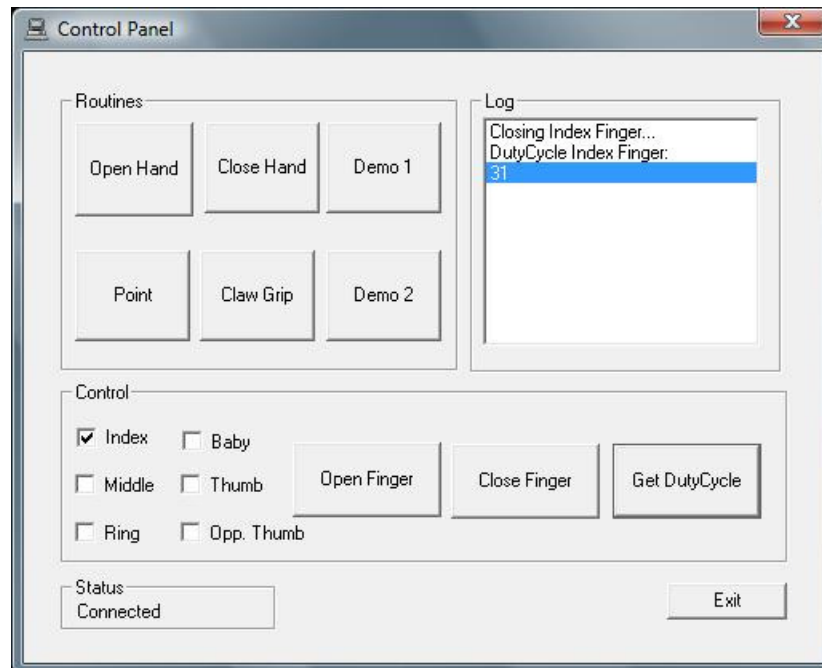 Control Panel
Routines
Open Hand
Close Hand
Demo 1
Point
Claw Grip
Demo 2
Log
Closing Index Finger...
DutyCycle Index Finger:
31
Control
Index
Baby
Middle
Thumb
Ring
Opp. Thumb
Open Finger
Close Finger
Get DutyCycle
Status
Connected
Exit